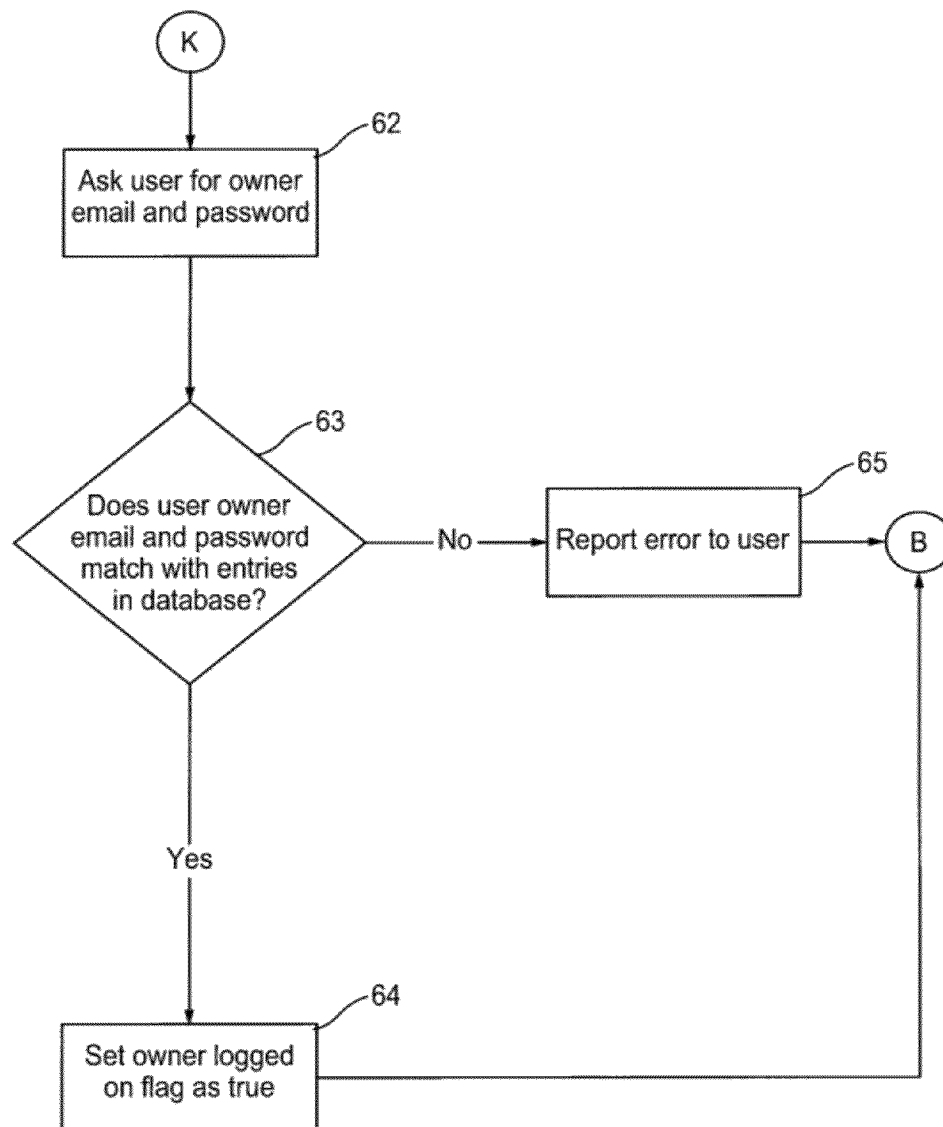 K
62
Ask user for owner
email and password
63
Does user owner
email and password
match with entries
in database?
No
65
Report error to user
B
Yes
64
Set owner logged
on flag as true